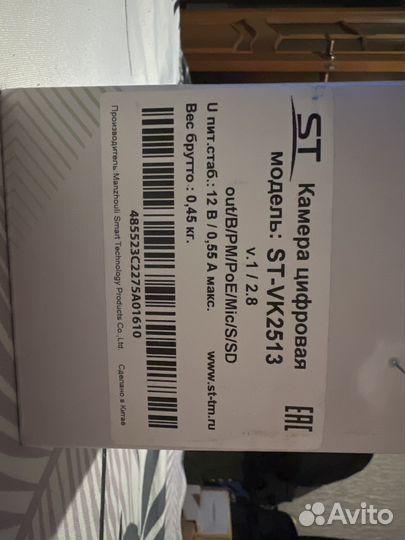 ST Камера цифровая
модель: ST-VK2513
v.1 / 2.8
out/B/PM/PoE/Mic/S/SD
U пит.стаб.: 12 В / 0,55 А макс.
Вес брутто.: 0,45 кг.
www.st-tm.ru
EAC
485523C2275A01610
Производитель:Manzhouli Smart Technology Products Co.,Ltd.
Сделано в Китае
Avito